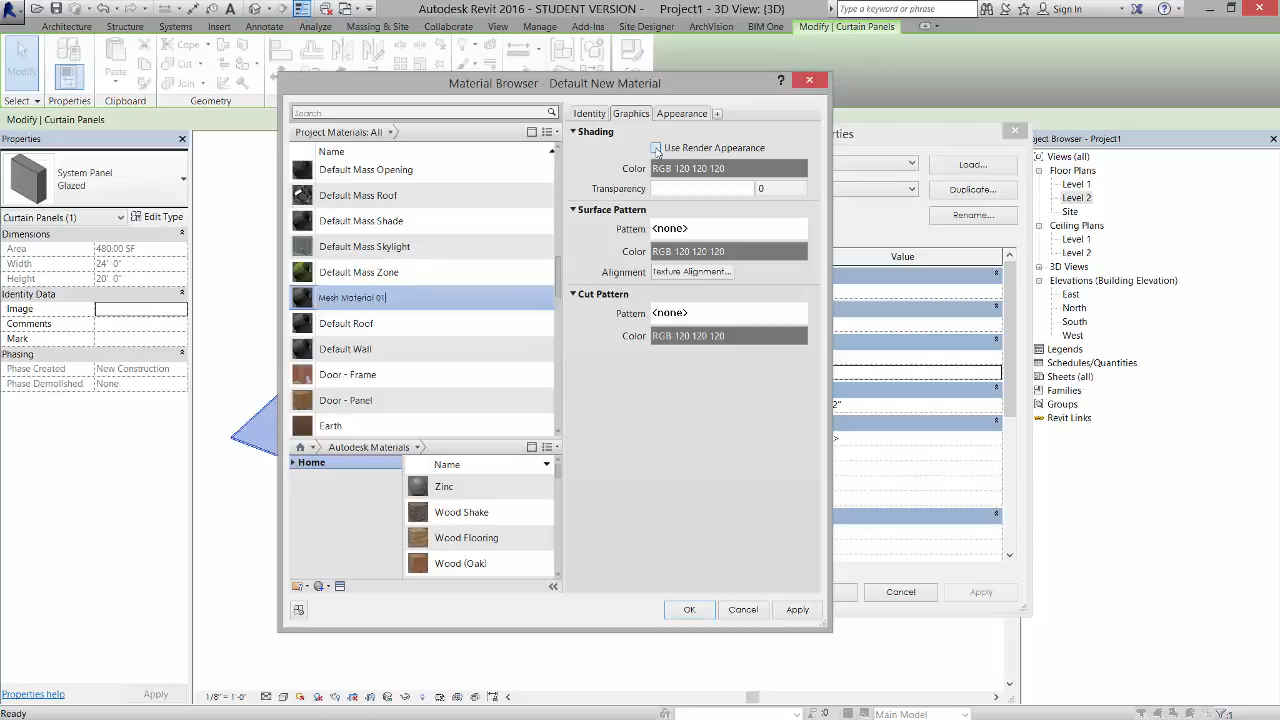 Autodesk Revit 2016 - STUDENT VERSION - Project1 - 3D View: {3D}
Type a keyword or phrase
Sign In
Architecture Structure Systems Insert Annotate Analyze Massing & Site Collaborate View Manage Add-Ins Site Designer ArchVision BIM One Modify | Curtain Panels
Modify
Paste
Cope
Cut
Join
Select Properties Clipboard Geometry
Modify | Curtain Panels
Properties
System Panel
Glazed
Curtain Panels (1)
Edit Type
Dimensions
Area 480.00 SF
Width 24' 0"
Height 20' 0"
Identity Data
Image
Comments
Mark
Phasing
Phase Created New Construction
Phase Demolished None
Properties help
Apply
Ready
Material Browser - Default New Material
?
Search
Project Materials: All
Name
Default Mass Opening
Default Mass Roof
Default Mass Shade
Default Mass Skylight
Default Mass Zone
Mesh Material 01
Default Roof
Default Wall
Door - Frame
Door - Panel
Earth
Autodesk Materials
Home
Name
Zinc
Wood Shake
Wood Flooring
Wood (Oak)
Identity Graphics Appearance +
Shading
Use Render Appearance
Color RGB 120 120 120
Transparency 0
Surface Pattern
Pattern <none>
Color RGB 120 120 120
Alignment Texture Alignment...
Cut Pattern
Pattern <none>
Color RGB 120 120 120
OK Cancel Apply
erties
Load...
Duplicate...
Rename...
Value
2"
>
Cancel Apply
ject Browser - Project1
Views (all)
Floor Plans
Level 1
Level 2
Site
Ceiling Plans
Level 1
Level 2
3D Views
Elevations (Building Elevation)
East
North
South
West
Legends
Schedules/Quantities
Sheets (all)
Families
Groups
Revit Links
1/8" = 1'-0"
:0
Main Model
:1